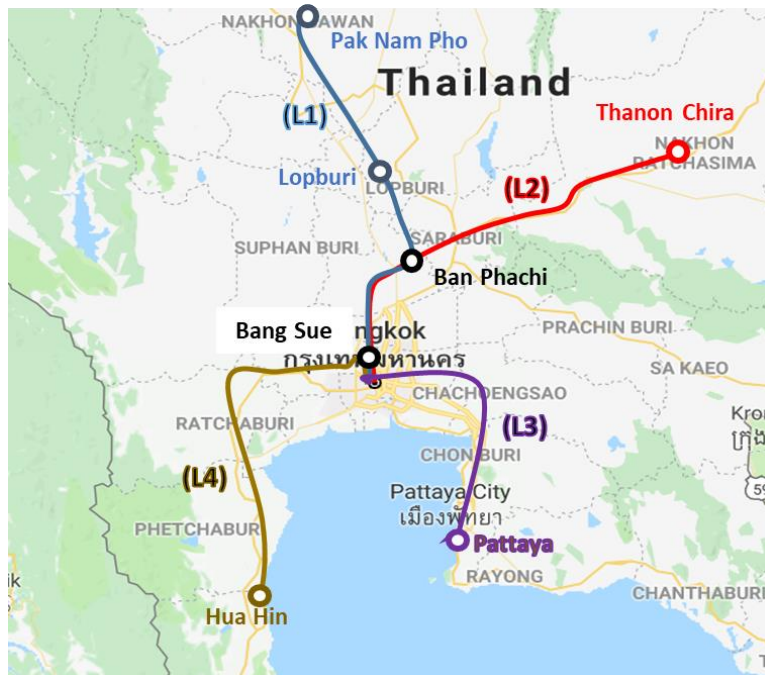 NAKHON SAWAN
Pak Nam Pho
Thailand
(L1)
Thanon Chira
NAKHON
RATCHASIMA
Lopburi
LOPBURI
(L2)
SUPHAN BURI
SARABURI
Ban Phachi
Bang Sue
ngkok
PRACHIN BURI
SA KAEO
CHACHOENGSAO
RATCHABURI
(L3)
CHON BURI
(L4)
Pattaya City
เมืองพัทยา
PHETCHABURI
Pattaya
RAYONG
CHANTHABURI
Hua Hin